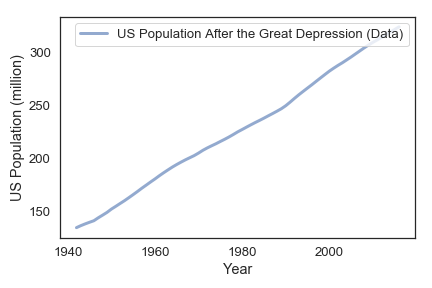 US Population After the Great Depression (Data)
300
250
200
150
US Population (million)
1940 1960 1980 2000
Year